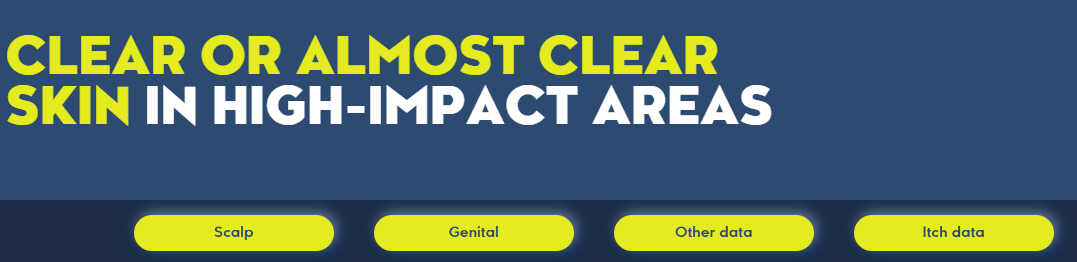 CLEAR OR ALMOST CLEAR
SKIN IN HIGH-IMPACT AREAS
Scalp
Genital
Other data
Itch data